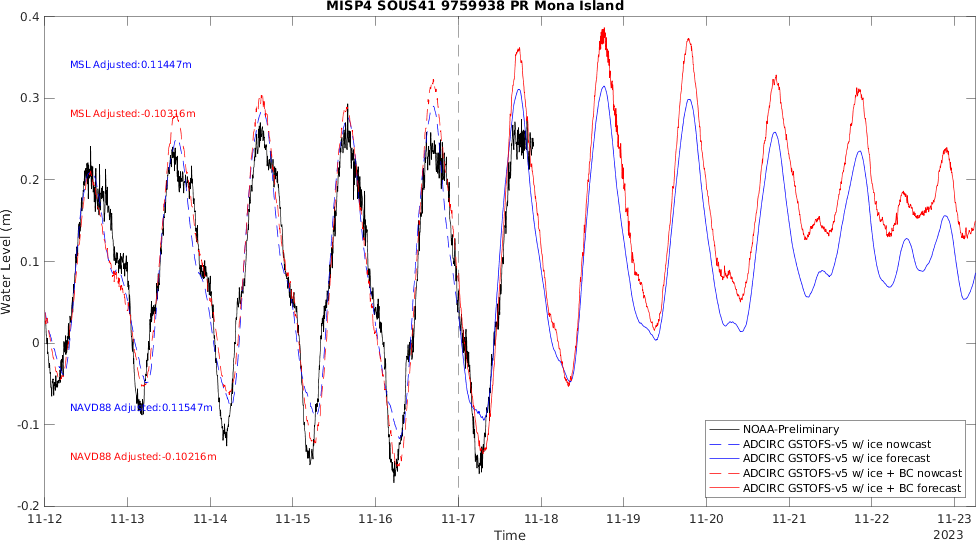 MISP4 SOUS41 9759938 PR Mona Island
0.4
0.3
0.2
0.1
0
-0.1
-0.2
Water Level (m)
MSL Adjusted:0.11447m
MSL Adjusted:-0.10316m
NAVD88 Adjusted:0.11547m
NAVD88 Adjusted:-0.10216m
NOAA-Preliminary
ADCIRC GSTOFS-v5 w/ ice nowcast
ADCIRC GSTOFS-v5 w/ ice forecast
ADCIRC GSTOFS-v5 w/ ice + BC nowcast
ADCIRC GSTOFS-v5 w/ ice + BC forecast
11-12 11-13 11-14 11-15 11-16 11-17 11-18 11-19 11-20 11-21 11-22 11-23
Time
2023